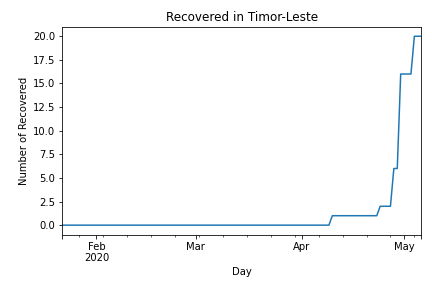 Recovered in Timor-Leste
20.0
17.5
15.0
12.5
10.0
7.5
5.0
2.5
0.0
Number of Recovered
Feb
2020
Mar
Apr
May
Day